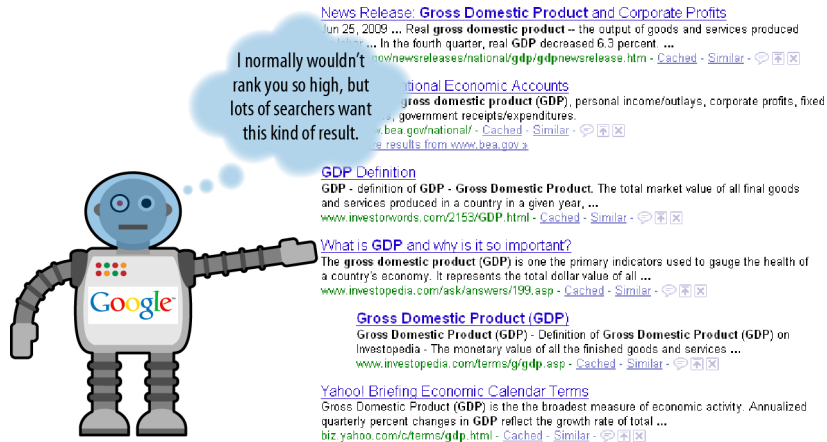 News Release: Gross Domestic Product and Corporate Profits
Jun 25, 2009 ... Real gross domestic product -- the output of goods and services produced
... In the fourth quarter, real GDP decreased 6.3 percent. ...
gov/newsreleases/national/gdp/gdpnewsrelease.htm - Cached - Similar -
I normally wouldn't
rank you so high, but
lots of searchers want
this kind of result.
National Economic Accounts
gross domestic product (GDP), personal income/outlays, corporate profits, fixed
, government receipts/expenditures.
.bea.gov/national/ - Cached - Similar -
results from www.bea.gov »
GDP Definition
GDP - definition of GDP - Gross Domestic Product. The total market value of all final goods
and services produced in a country in a given year, ...
www.investorwords.com/2153/GDP.html - Cached - Similar -
What is GDP and why is it so important?
The gross domestic product (GDP) is one the primary indicators used to gauge the health of
a country's economy. It represents the total dollar value of all ...
www.investopedia.com/ask/answers/199.asp - Cached - Similar -
Google™
Gross Domestic Product (GDP)
Gross Domestic Product (GDP) - Definition of Gross Domestic Product (GDP) on
Investopedia - The monetary value of all the finished goods and services ...
www.investopedia.com/terms/g/gdp.asp - Cached - Similar -
Yahoo! Briefing Economic Calendar Terms
Gross Domestic Product (GDP) is the the broadest measure of economic activity. Annualized
quarterly percent changes in GDP reflect the growth rate of total ...
biz.yahoo.com/c/terms/gdp.html - Cached - Similar -